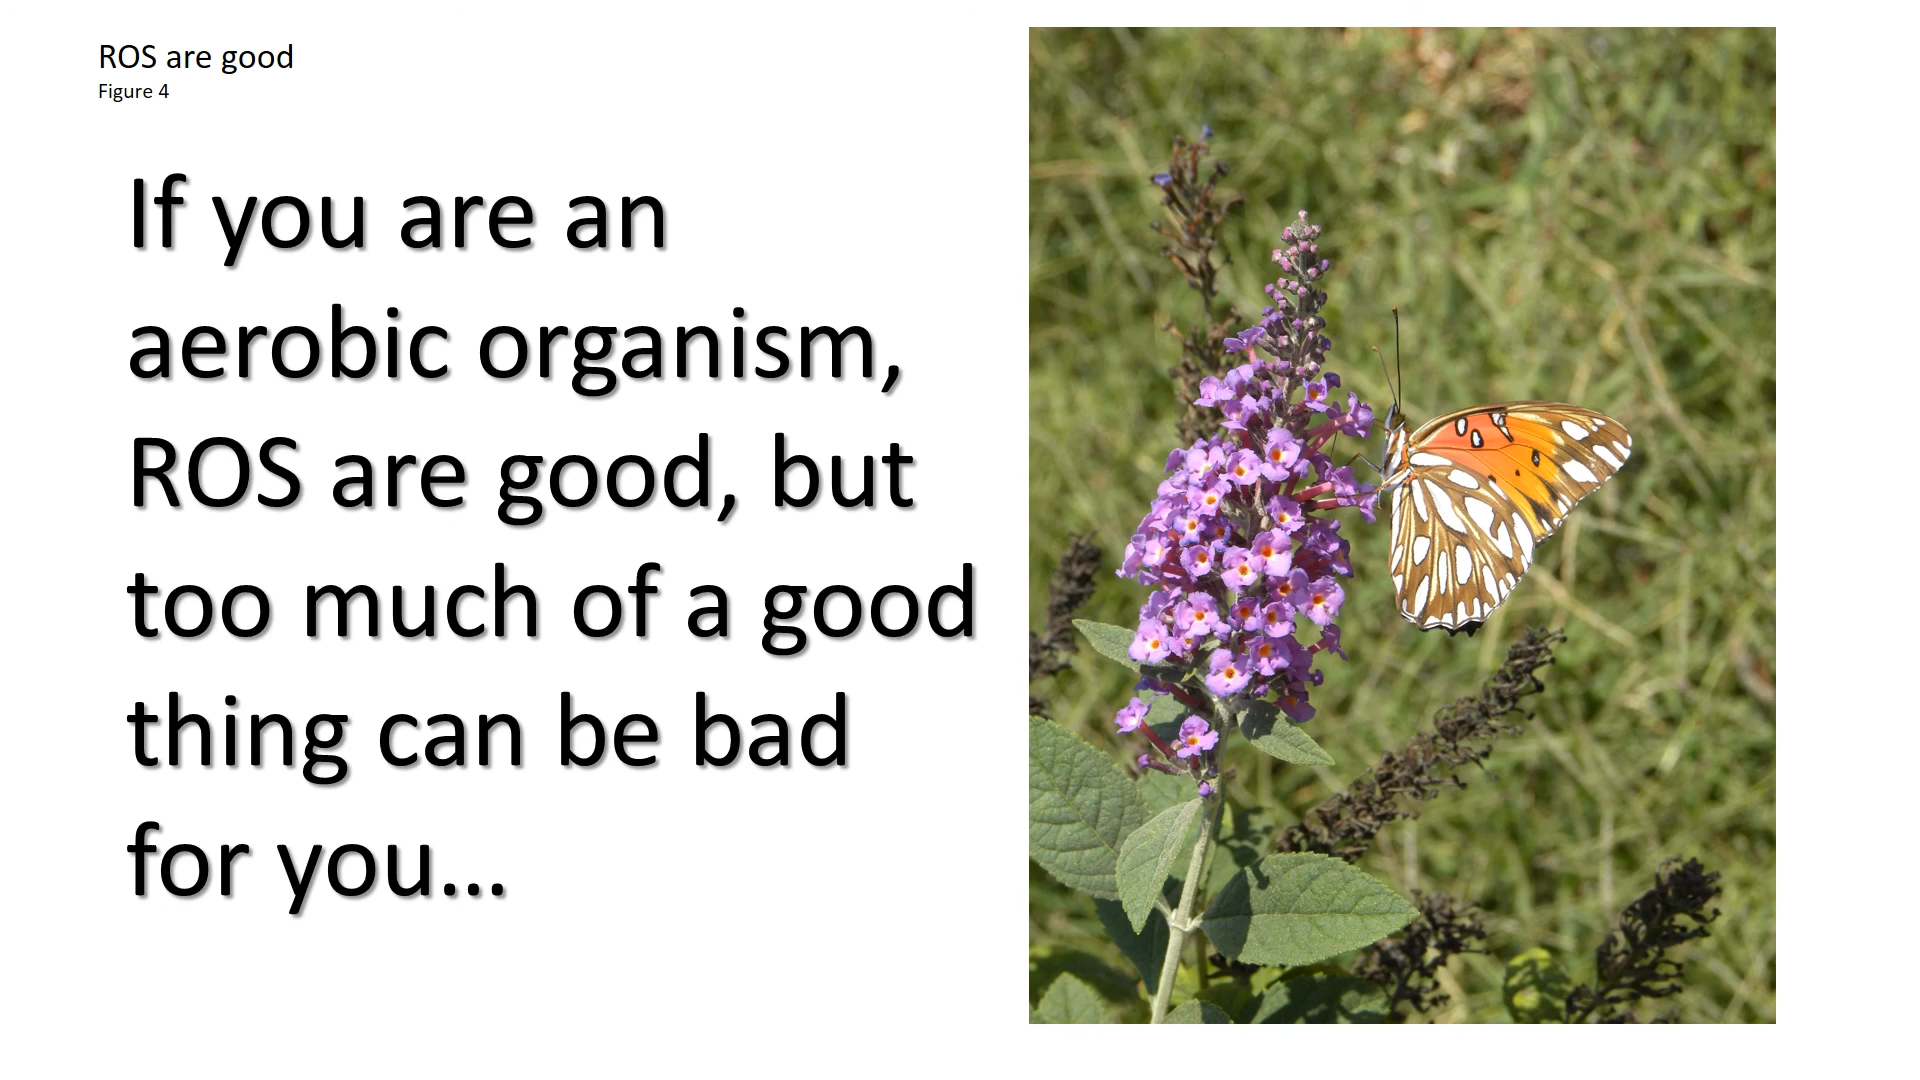 ROS are good
Figure 4
If you are an
aerobic organism,
ROS are good, but
too much of a good
thing can be bad
for you...